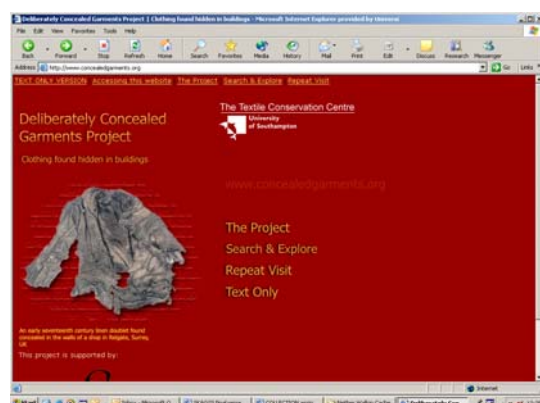 Deliberately Concealed Garments Project | Clothing found hidden in buildings - Microsoft Internet Explorer provided by
File Edit View Favorites Tools Help
Back Forward Stop Refresh Home Search Favorites Media History Mail Print Edit Discuss Research Messenger
Address http://www.concealedgarments.org Go Links
TEXT ONLY VERSION Accessing this website The Project Search & Explore Repeat Visit
The Textile Conservation Centre
University
of Southampton
Deliberately Concealed
Garments Project
Clothing found hidden in buildings
www.concealedgarments.org
The Project
Search & Explore
Repeat Visit
Text Only
An early seventeenth century linen doublet found
concealed in the walls of a shop in Reigate, Surrey,
UK
This project is supported by:
Internet